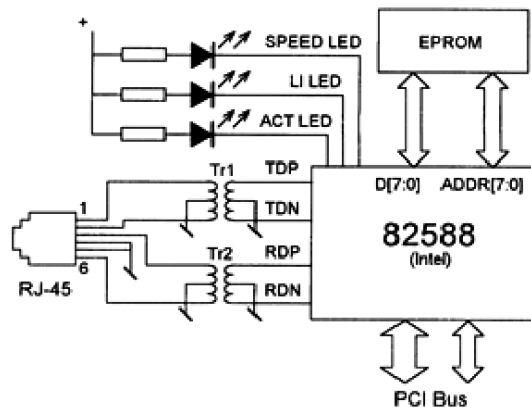 +
SPEED LED
EPROM
LI LED
ACT LED
Tr1
TDP
D[7:0] ADDR[7:0]
1
TDN
82588
(Intel)
Tr2
RDP
6
RJ-45
RDN
PCI Bus